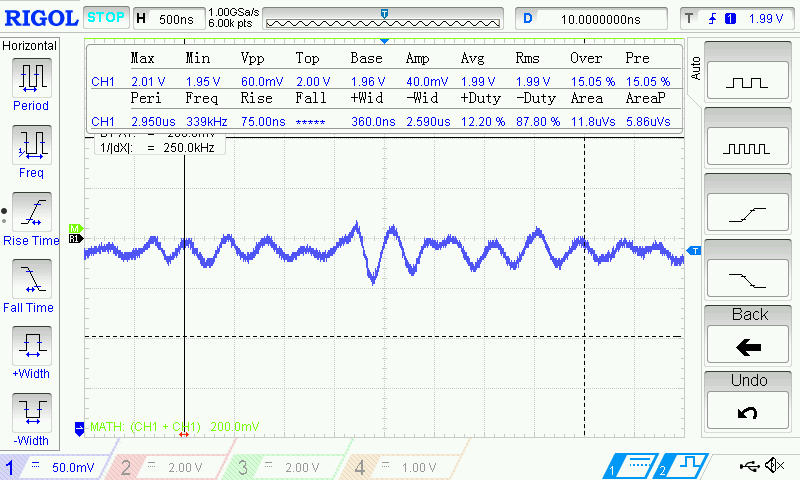 RIGOL STOP H 500ns 1.00GSa/s 6.00k pts T D 10.0000000ns T 1 1.99 V
Horizontal
Period
Freq
Rise Time
Fall Time
+Width
-Width
Max Min Vpp Top Base Amp Avg Rms Over Pre
CH1 2.01 V 1.95 V 60.0mV 2.00 V 1.96 V 40.0mV 1.99 V 1.99 V 15.05 % 15.05 %
Peri Freq Rise Fall +Wid -Wid +Duty -Duty Area AreaP
CH1 2.950us 339kHz 75.00ns ***** 360.0ns 2.590us 12.20 % 87.80 % 11.8uVs 5.86uVs
1/|dX|: = 250.0kHz
M
R1
T
MATH: (CH1 + CH1) 200.0mV
Auto
Back
Undo
1 50.0mV 2 2.00 V 3 2.00 V 4 1.00 V 1 2